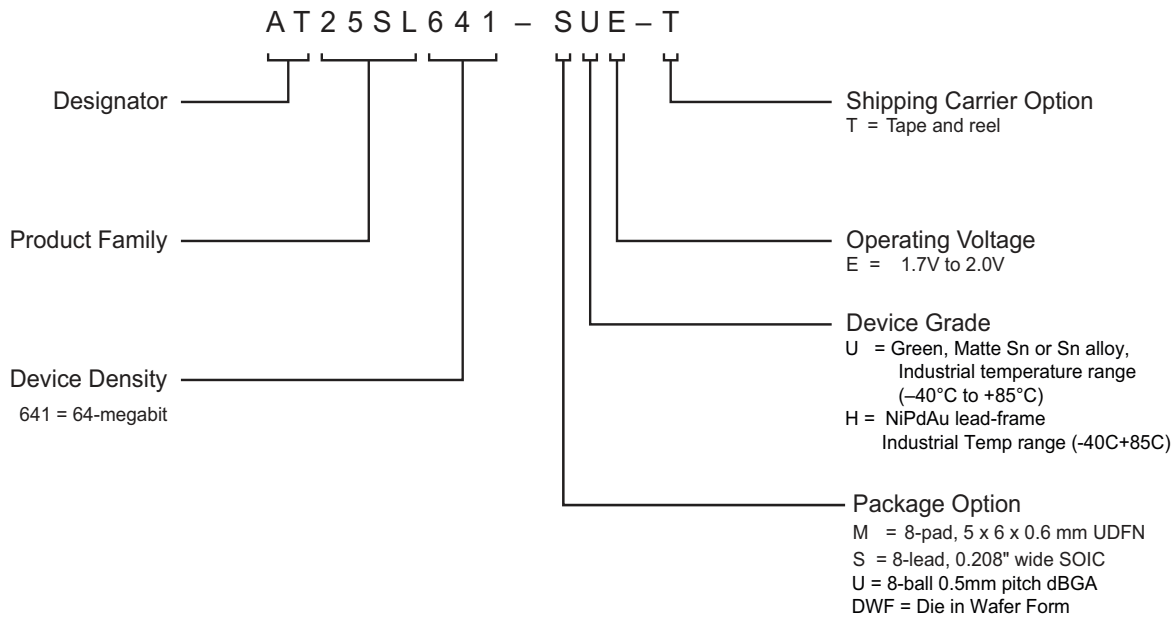 AT25SL641 – SUE – T
Designator
Product Family
Device Density
641 = 64-megabit
Shipping Carrier Option
T = Tape and reel
Operating Voltage
E = 1.7V to 2.0V
Device Grade
U = Green, Matte Sn or Sn alloy,
Industrial temperature range
(–40°C to +85°C)
H = NiPdAu lead-frame
Industrial Temp range (-40C+85C)
Package Option
M = 8-pad, 5 x 6 x 0.6 mm UDFN
S = 8-lead, 0.208" wide SOIC
U = 8-ball 0.5mm pitch dBGA
DWF = Die in Wafer Form